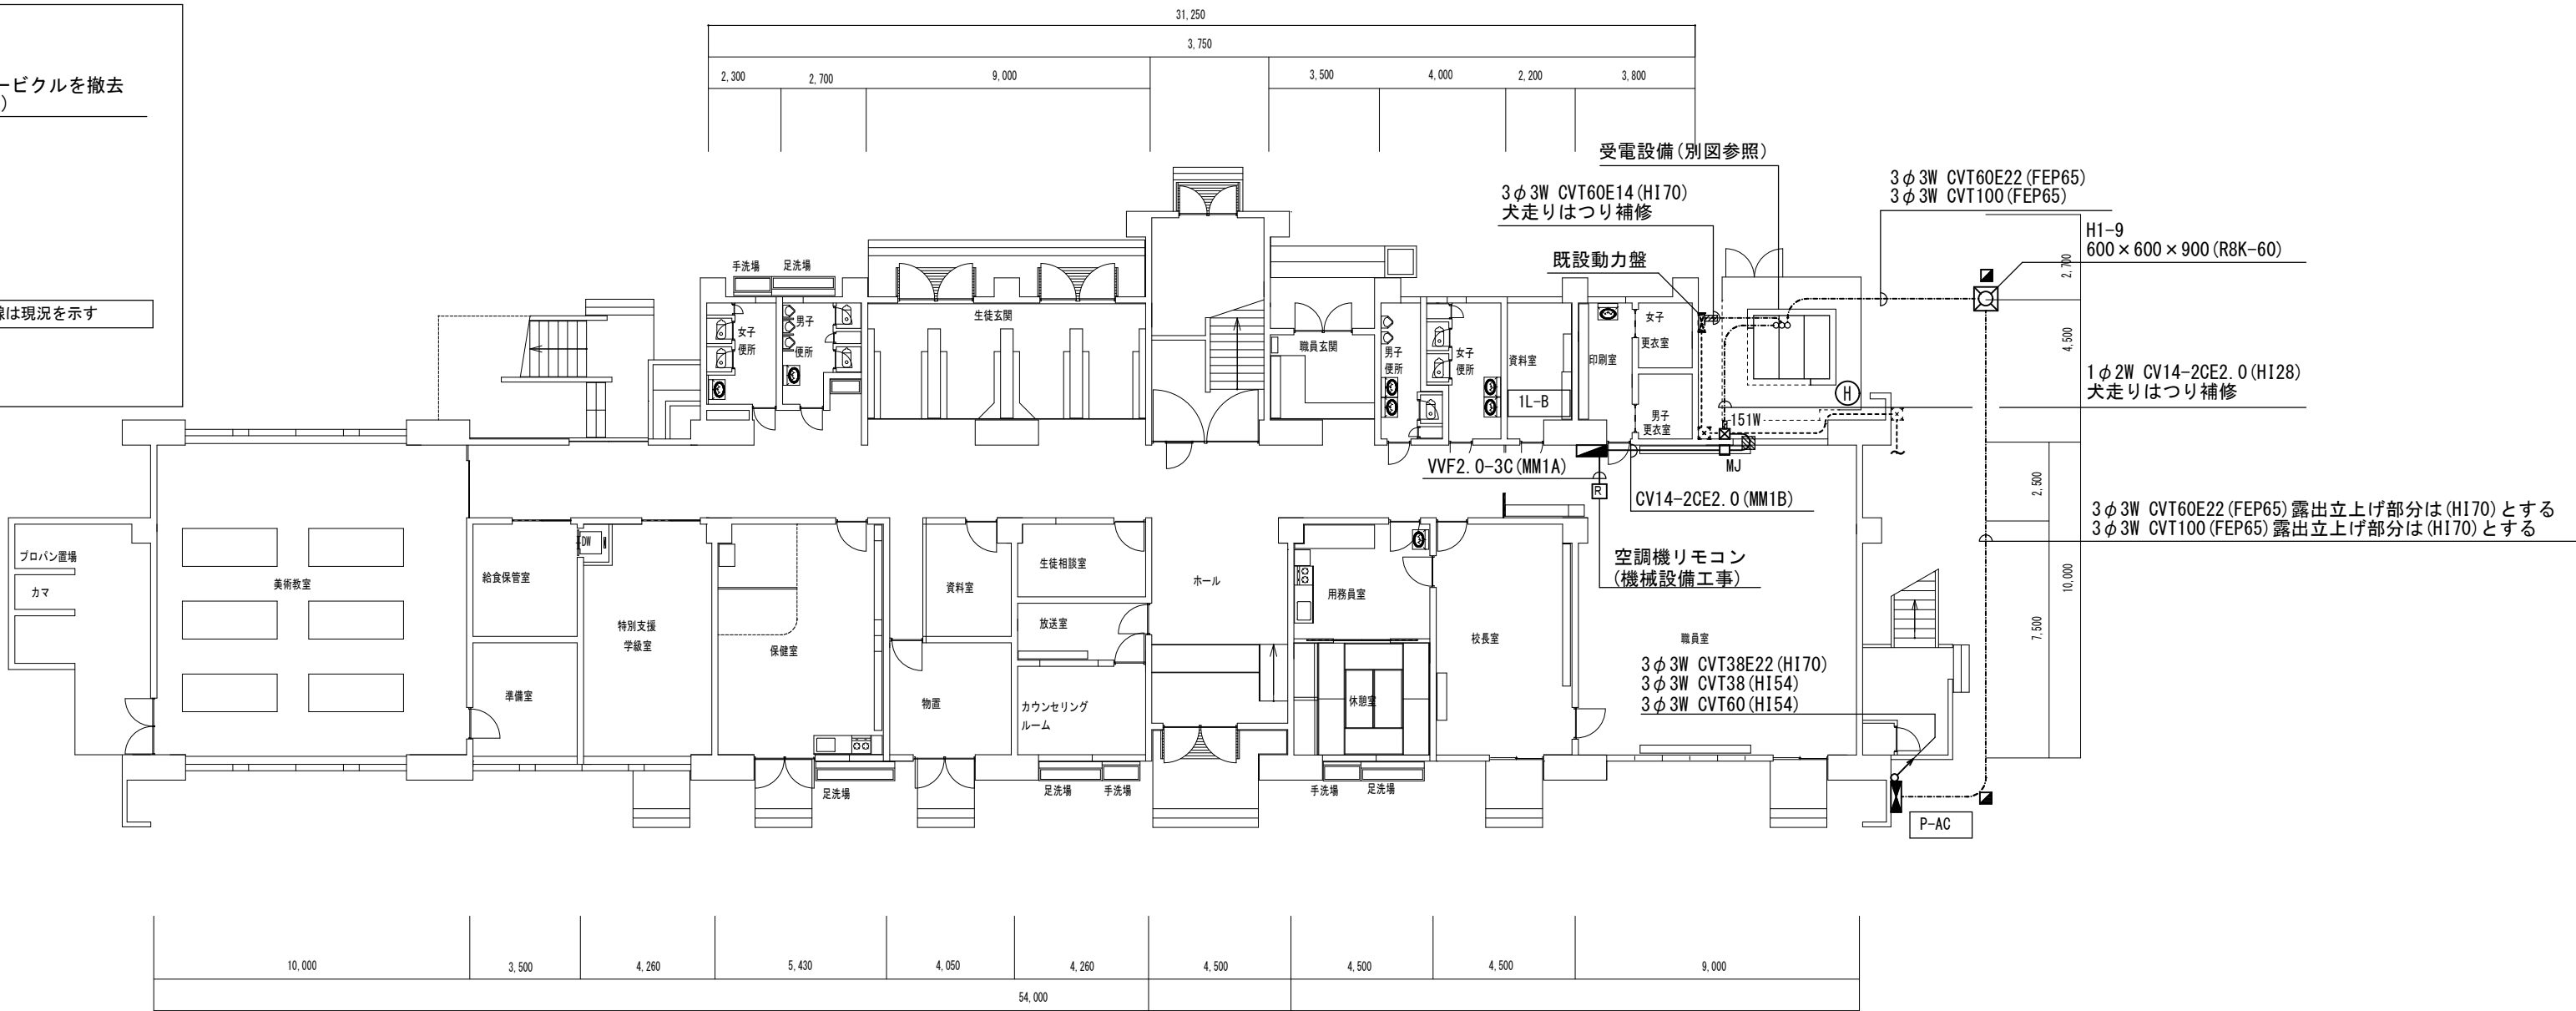 31,250
3,750
2,300
2,700
9,000
3,500
4,000
2,200
3,800
ービクルを撤去
)
線は現況を示す
受電設備(別図参照)
3φ3W CVT60E14(HI70)
犬走りはつり補修
既設動力盤
3φ3W CVT60E22(FEP65)
3φ3W CVT100(FEP65)
H1-9
600×600×900(R8K-60)
2,700
4,500
1φ2W CV14-2CE2.0(HI28)
犬走りはつり補修
手洗場
足洗場
女子
便所
男子
便所
生徒玄関
職員玄関
男子
便所
女子
便所
資料室
1L-B
印刷室
女子
更衣室
男子
更衣室
H
151W
MJ
VVF2.0-3C(MM1A)
R
CV14-2CE2.0(MM1B)
2,500
10,000
7,500
3φ3W CVT60E22(FEP65)露出立上げ部分は(HI70)とする
3φ3W CVT100(FEP65)露出立上げ部分は(HI70)とする
空調機リモコン
(機械設備工事)
プロパン置場
カマ
美術教室
給食保管室
DW
準備室
特別支援
学級室
保健室
資料室
物置
生徒相談室
放送室
カウンセリング
ルーム
ホール
用務員室
休憩室
校長室
職員室
3φ3W CVT38E22(HI70)
3φ3W CVT38(HI54)
3φ3W CVT60(HI54)
足洗場
足洗場
手洗場
手洗場
足洗場
P-AC
10,000
3,500
4,260
5,430
4,050
4,260
4,500
4,500
4,500
9,000
54,000